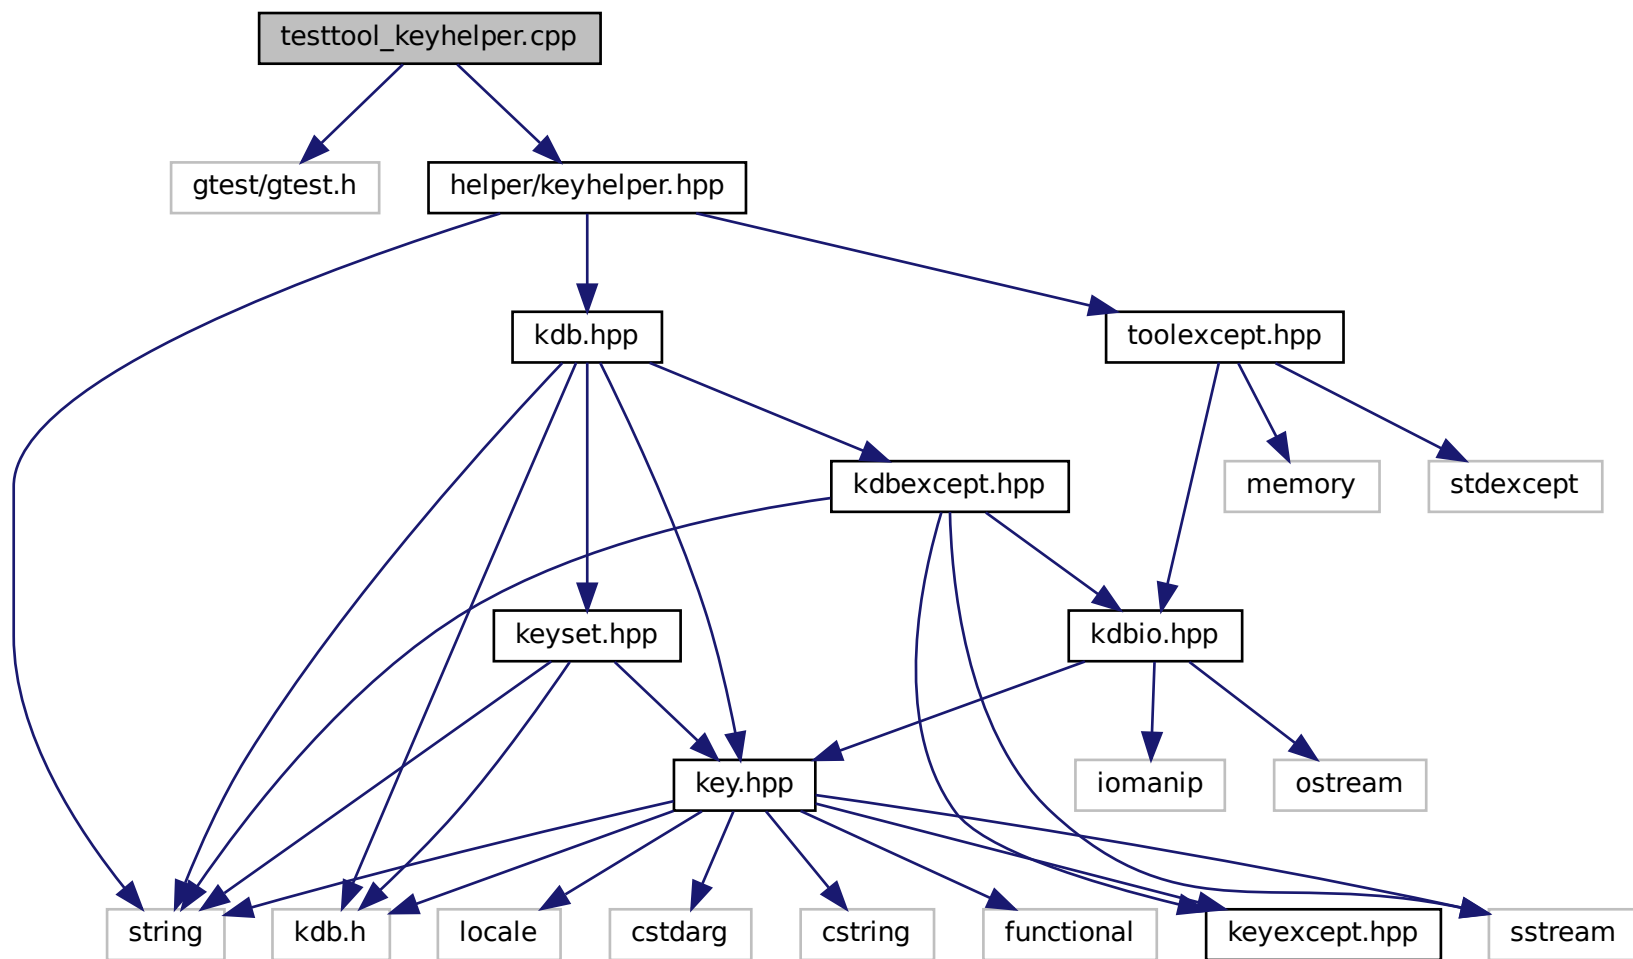 testtool_keyhelper.cpp
gtest/gtest.h
helper/keyhelper.hpp
kdb.hpp
toolexcept.hpp
kdbexcept.hpp
memory
stdexcept
keyset.hpp
kdbio.hpp
key.hpp
iomanip
ostream
string
kdb.h
locale
cstdarg
cstring
functional
keyexcept.hpp
sstream